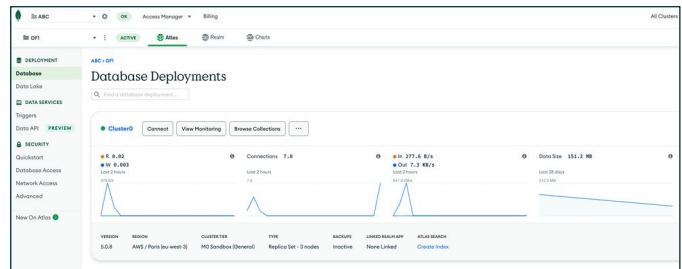 ABC
OK
Access Manager
Billing
All Clusters
OF1
ACTIVE
Atlas
Realm
Charts
DEPLOYMENT
Database
Data Lake
DATA SERVICES
Triggers
Data API PREVIEW
SECURITY
Quickstart
Database Access
Network Access
Advanced
New On Atlas
ABC > OF1
Database Deployments
Find a database deployment...
Cluster0
Connect
View Monitoring
Browse Collections
...
R 0.02
W 0.003
Last 2 hours
Connections 7.0
Last 2 hours
7.0
In 277.6 B/s
Out 7.3 KB/s
Last 2 hours
Data Size 151.2 MB
Last 28 days
512.0 MB
VERSION
5.0.8
REGION
AWS / Paris (eu-west-3)
CLUSTER TIER
M0 Sandbox (General)
TYPE
Replica Set - 3 nodes
BACKUPS
Inactive
LINKED REALM APP
None Linked
ATLAS SEARCH
Create Index